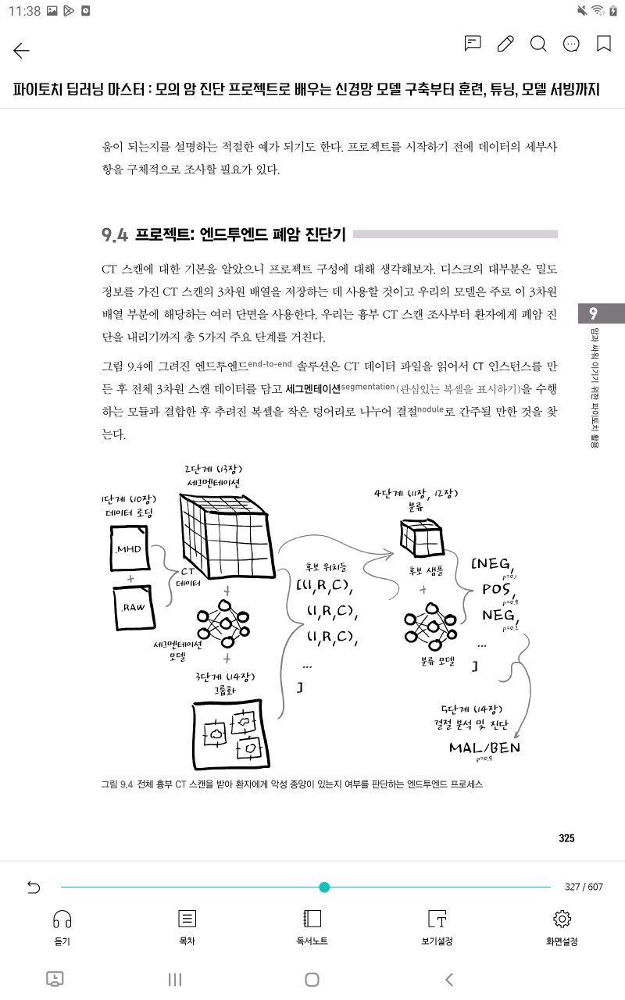 11:38
파이토치 딥러닝 마스터 : 모의 암 진단 프로젝트로 배우는 신경망 모델 구축부터 훈련, 튜닝, 모델 서빙까지
움이 되는지를 설명하는 적절한 예가 되기도 한다. 프로젝트를 시작하기 전에 데이터의 세부사
항을 구체적으로 조사할 필요가 있다.
9.4 프로젝트: 엔드투엔드 폐암 진단기
CT 스캔에 대한 기본을 알았으니 프로젝트 구성에 대해 생각해보자. 디스크의 대부분은 밀도
정보를 가진 CT 스캔의 3차원 배열을 저장하는 데 사용할 것이고 우리의 모델은 주로 이 3차원
배열 부분에 해당하는 여러 단면을 사용한다. 우리는 흉부 CT 스캔 조사부터 환자에게 폐암 진
단을 내리기까지 총 5가지 주요 단계를 거친다.
그림 9.4에 그려진 엔드투엔드end-to-end 솔루션은 CT 데이터 파일을 읽어서 CT 인스턴스를 만
든 후 전체 3차원 스캔 데이터를 담고 세그멘테이션segmentation(관심있는 복셀을 표시하기)을 수행
하는 모듈과 결합한 후 추려진 복셀을 작은 덩어리로 나누어 결절nodule로 간주될 만한 것을 찾
는다.
9
암과 싸워 이기기 위한 파이토치 활용
1단계 (10장)
데이터 로딩
.MHD
+
.RAW
2단계 (13장)
세그멘테이션
CT
데이터
+
세그멘테이션
모델
+
3단계 (14장)
그룹화
후보 위치들
[(I,R,C),
(I,R,C),
(I,R,C),
...
]
4단계 (11장, 12장)
분류
후보 샘플
+
분류 모델
[NEG,
p=0.1
POS,
p=0.9
NEG,
p=0.2
...
]
5단계 (14장)
결절 분석 및 진단
MAL/BEN
p=0.9
그림 9.4 전체 흉부 CT 스캔을 받아 환자에게 악성 종양이 있는지 여부를 판단하는 엔드투엔드 프로세스
325
327 / 607
듣기
목차
독서노트
보기설정
화면설정